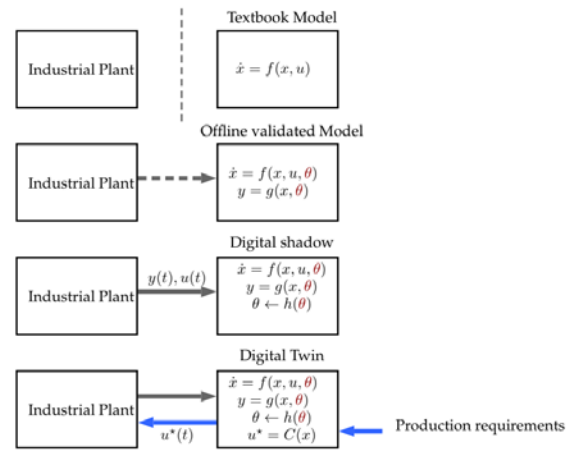 Textbook Model
Industrial Plant
ẋ = f(x, u)
Offline validated Model
Industrial Plant
ẋ = f(x, u, θ)
y = g(x, θ)
Digital shadow
y(t), u(t)
Industrial Plant
ẋ = f(x, u, θ)
y = g(x, θ)
θ ← h(θ)
Digital Twin
Industrial Plant
ẋ = f(x, u, θ)
y = g(x, θ)
θ ← h(θ)
u⋆ = C(x)
u⋆(t)
Production requirements